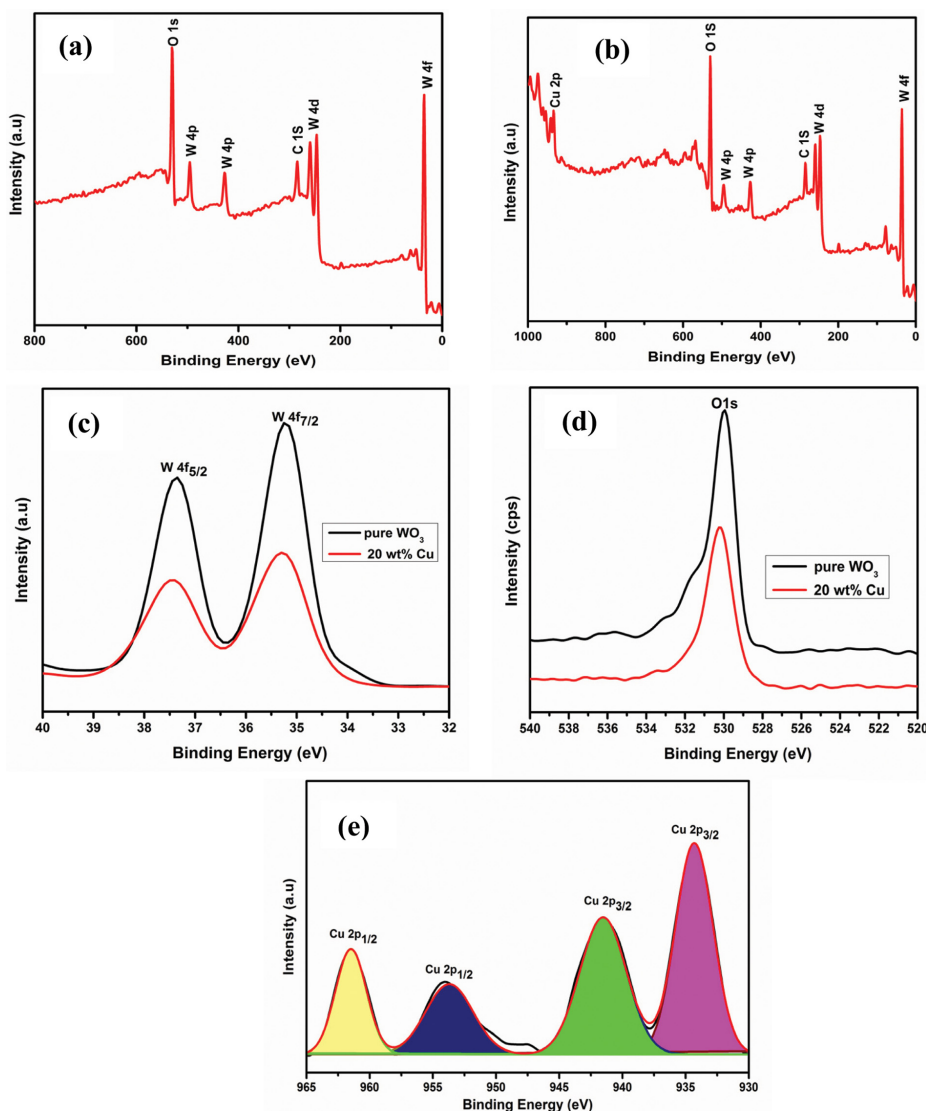 (a)
O 1s
W 4p
W 4p
C 1S
W 4d
W 4f
Intensity (a.u)
800 600 400 200 0
Binding Energy (eV)
(b)
Cu 2p
O 1S
W 4p
W 4p
C 1S
W 4d
W 4f
Intensity (a.u)
1000 800 600 400 200 0
Binding Energy (eV)
(c)
W 4f5/2
W 4f7/2
pure WO3
20 wt% Cu
Intensity (a.u)
40 39 38 37 36 35 34 33 32
Binding Energy (eV)
(d)
O1s
pure WO3
20 wt% Cu
Intensity (cps)
540 538 536 534 532 530 528 526 524 522 520
Binding Energy (eV)
(e)
Cu 2p1/2
Cu 2p1/2
Cu 2p3/2
Cu 2p3/2
Intensity (a.u)
965 960 955 950 945 940 935 930
Binding Energy (eV)